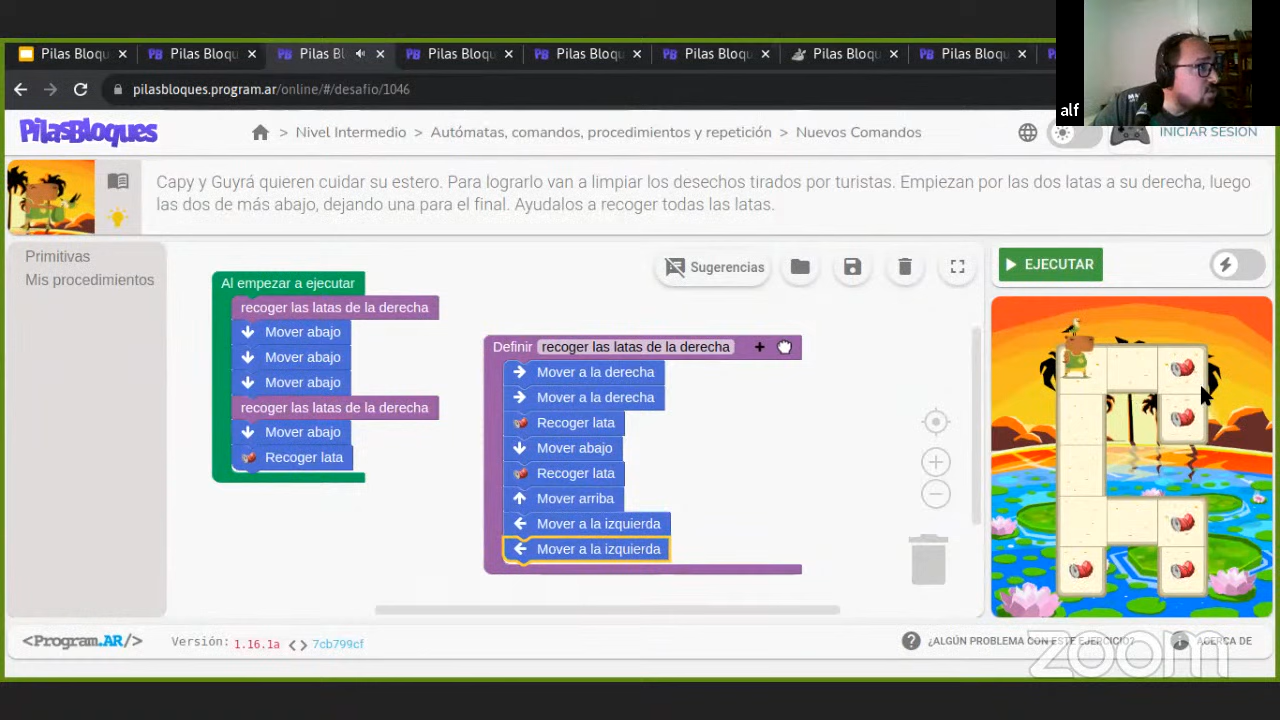 Pilas Bloqu
Pilas Bloqu
Pilas Bl
Pilas Bloqu
Pilas Bloqu
Pilas Bloqu
Pilas Bloqu
Pilas Bloqu
pilasbloques.program.ar/online/#/desafio/1046
alf
PilasBloques
Nivel Intermedio > Autómatas, comandos, procedimientos y repetición > Nuevos Comandos
INICIAR SESIÓN
Capy y Guyrá quieren cuidar su estero. Para lograrlo van a limpiar los desechos tirados por turistas. Empiezan por las dos latas a su derecha, luego
las dos de más abajo, dejando una para el final. Ayudalos a recoger todas las latas.
Primitivas
Mis procedimientos
Al empezar a ejecutar
recoger las latas de la derecha
Mover abajo
Mover abajo
Mover abajo
recoger las latas de la derecha
Mover abajo
Recoger lata
Sugerencias
Definir recoger las latas de la derecha +
Mover a la derecha
Mover a la derecha
Recoger lata
Mover abajo
Recoger lata
Mover arriba
Mover a la izquierda
Mover a la izquierda
EJECUTAR
<Program.AR/>
Versión: 1.16.1a <> 7cb799cf
¿ALGÚN PROBLEMA CON ESTE EJERCICIO?
ACERCA DE
zoom